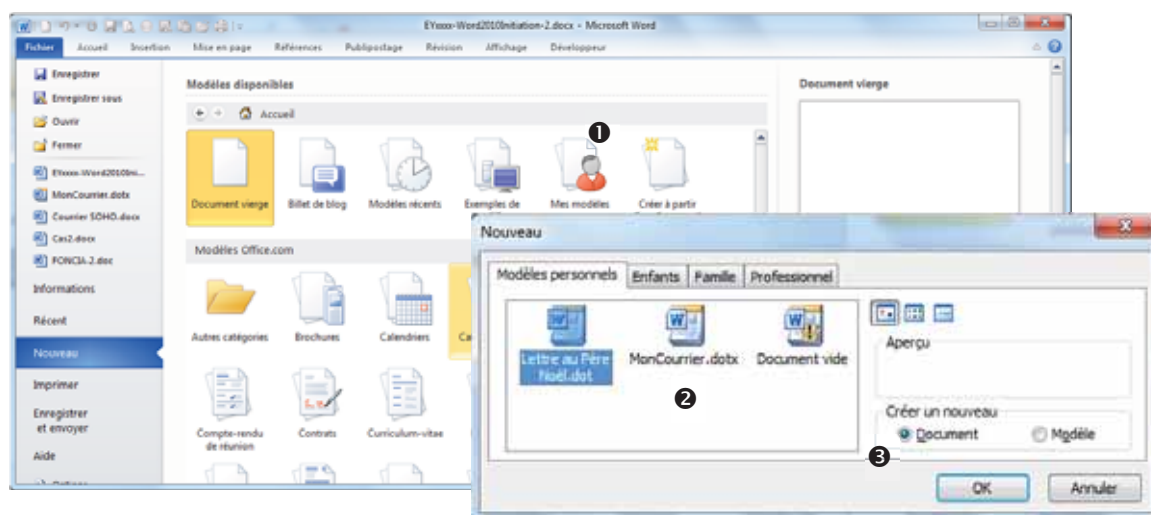 EYxxxx-Word2010Initiation-2.docx - Microsoft Word
Fichier Accueil Insertion Mise en page Références Publipostage Révision Affichage Développeur
Enregistrer
Enregistrer sous
Ouvrir
Fermer
MonCourrier.dotx
Courrier SOHO.docx
Cas2.docx
FONCIA-2.doc
Informations
Récent
Nouveau
Imprimer
Enregistrer
et envoyer
Aide
Modèles disponibles
Accueil
❶
Document vierge Billet de blog Modèles récents Exemples de Mes modèles Créer à partir
Modèles Office.com
Autres catégories Brochures Calendriers
Compte-rendu
de réunion
Contrats Curriculum-vitae
Document vierge
Nouveau
Modèles personnels Enfants Famille Professionnel
Lettre au Père
Noël.dot
MonCourrier.dotx Document vide
❷
Aperçu
Créer un nouveau
Document Modèle
❸
OK Annuler